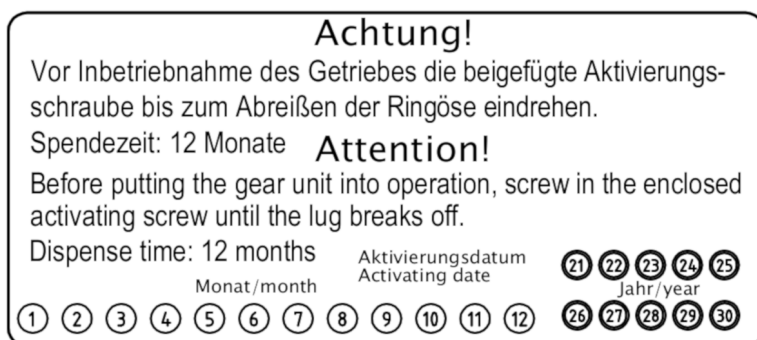 Achtung!
Vor Inbetriebnahme des Getriebes die beigefügte Aktivierungs-
schraube bis zum Abreißen der Ringöse eindrehen.
Spendezeit: 12 Monate Attention!
Before putting the gear unit into operation, screw in the enclosed
activating screw until the lug breaks off.
Dispense time: 12 months
Aktivierungsdatum
Activating date
21 22 23 24 25
Monat/month
Jahr/year
1 2 3 4 5 6 7 8 9 10 11 12
26 27 28 29 30